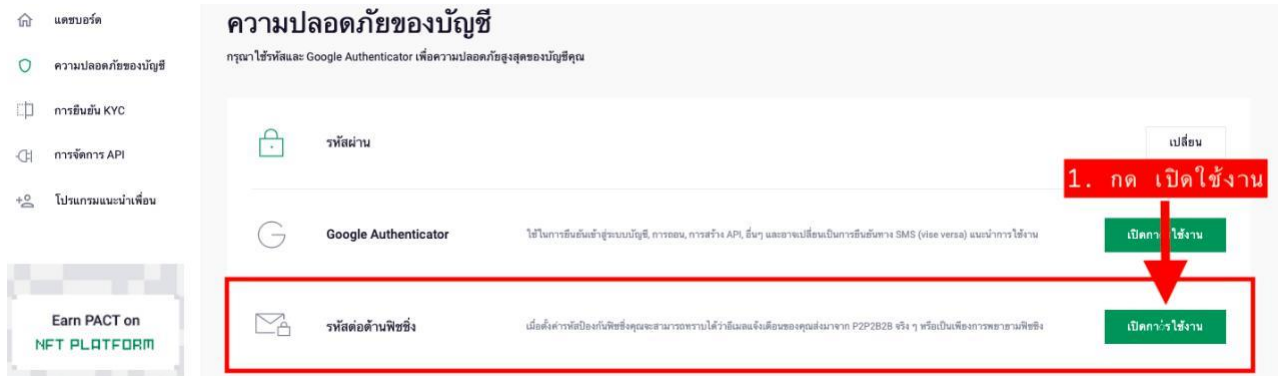 แดชบอร์ด
ความปลอดภัยของบัญชี
การยืนยัน KYC
การจัดการ API
โปรแกรมแนะนำเพื่อน
Earn PACT on
NFT PLATFORM
ความปลอดภัยของบัญชี
กรุณาใช้รหัสและ Google Authenticator เพื่อความปลอดภัยสูงสุดของบัญชีคุณ
รหัสผ่าน
เปลี่ยน
1. กด เปิดใช้งาน
Google Authenticator
ใช้ในการยืนยันเข้าสู่ระบบบัญชี, การถอน, การสร้าง API, อื่นๆ และอาจเปลี่ยนเป็นการยืนยันทาง SMS (vise versa) แนะนำการใช้งาน
เปิดการใช้งาน
รหัสต่อต้านฟิชชิ่ง
เมื่อตั้งค่ารหัสป้องกันฟิชชิ่งคุณจะสามารถทราบได้ว่าอีเมลแจ้งเตือนของคุณส่งมาจาก P2P2B2B จริง ๆ หรือเป็นเพียงการพยายามฟิชชิง
เปิดการใช้งาน